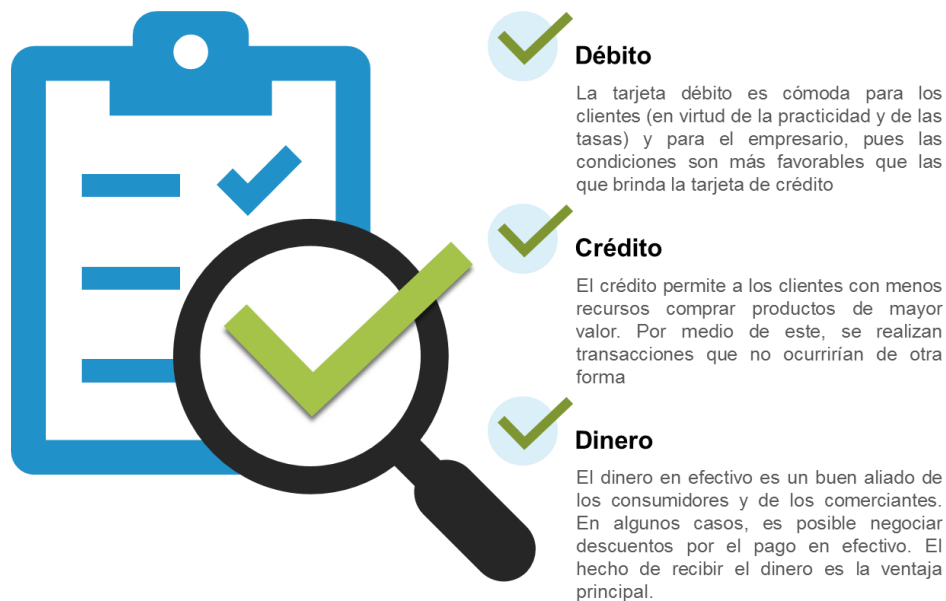 Débito
La tarjeta débito es cómoda para los
clientes (en virtud de la practicidad y de las
tasas) y para el empresario, pues las
condiciones son más favorables que las
que brinda la tarjeta de crédito
Crédito
El crédito permite a los clientes con menos
recursos comprar productos de mayor
valor. Por medio de este, se realizan
transacciones que no ocurrirían de otra
forma
Dinero
El dinero en efectivo es un buen aliado de
los consumidores y de los comerciantes.
En algunos casos, es posible negociar
descuentos por el pago en efectivo. El
hecho de recibir el dinero es la ventaja
principal.